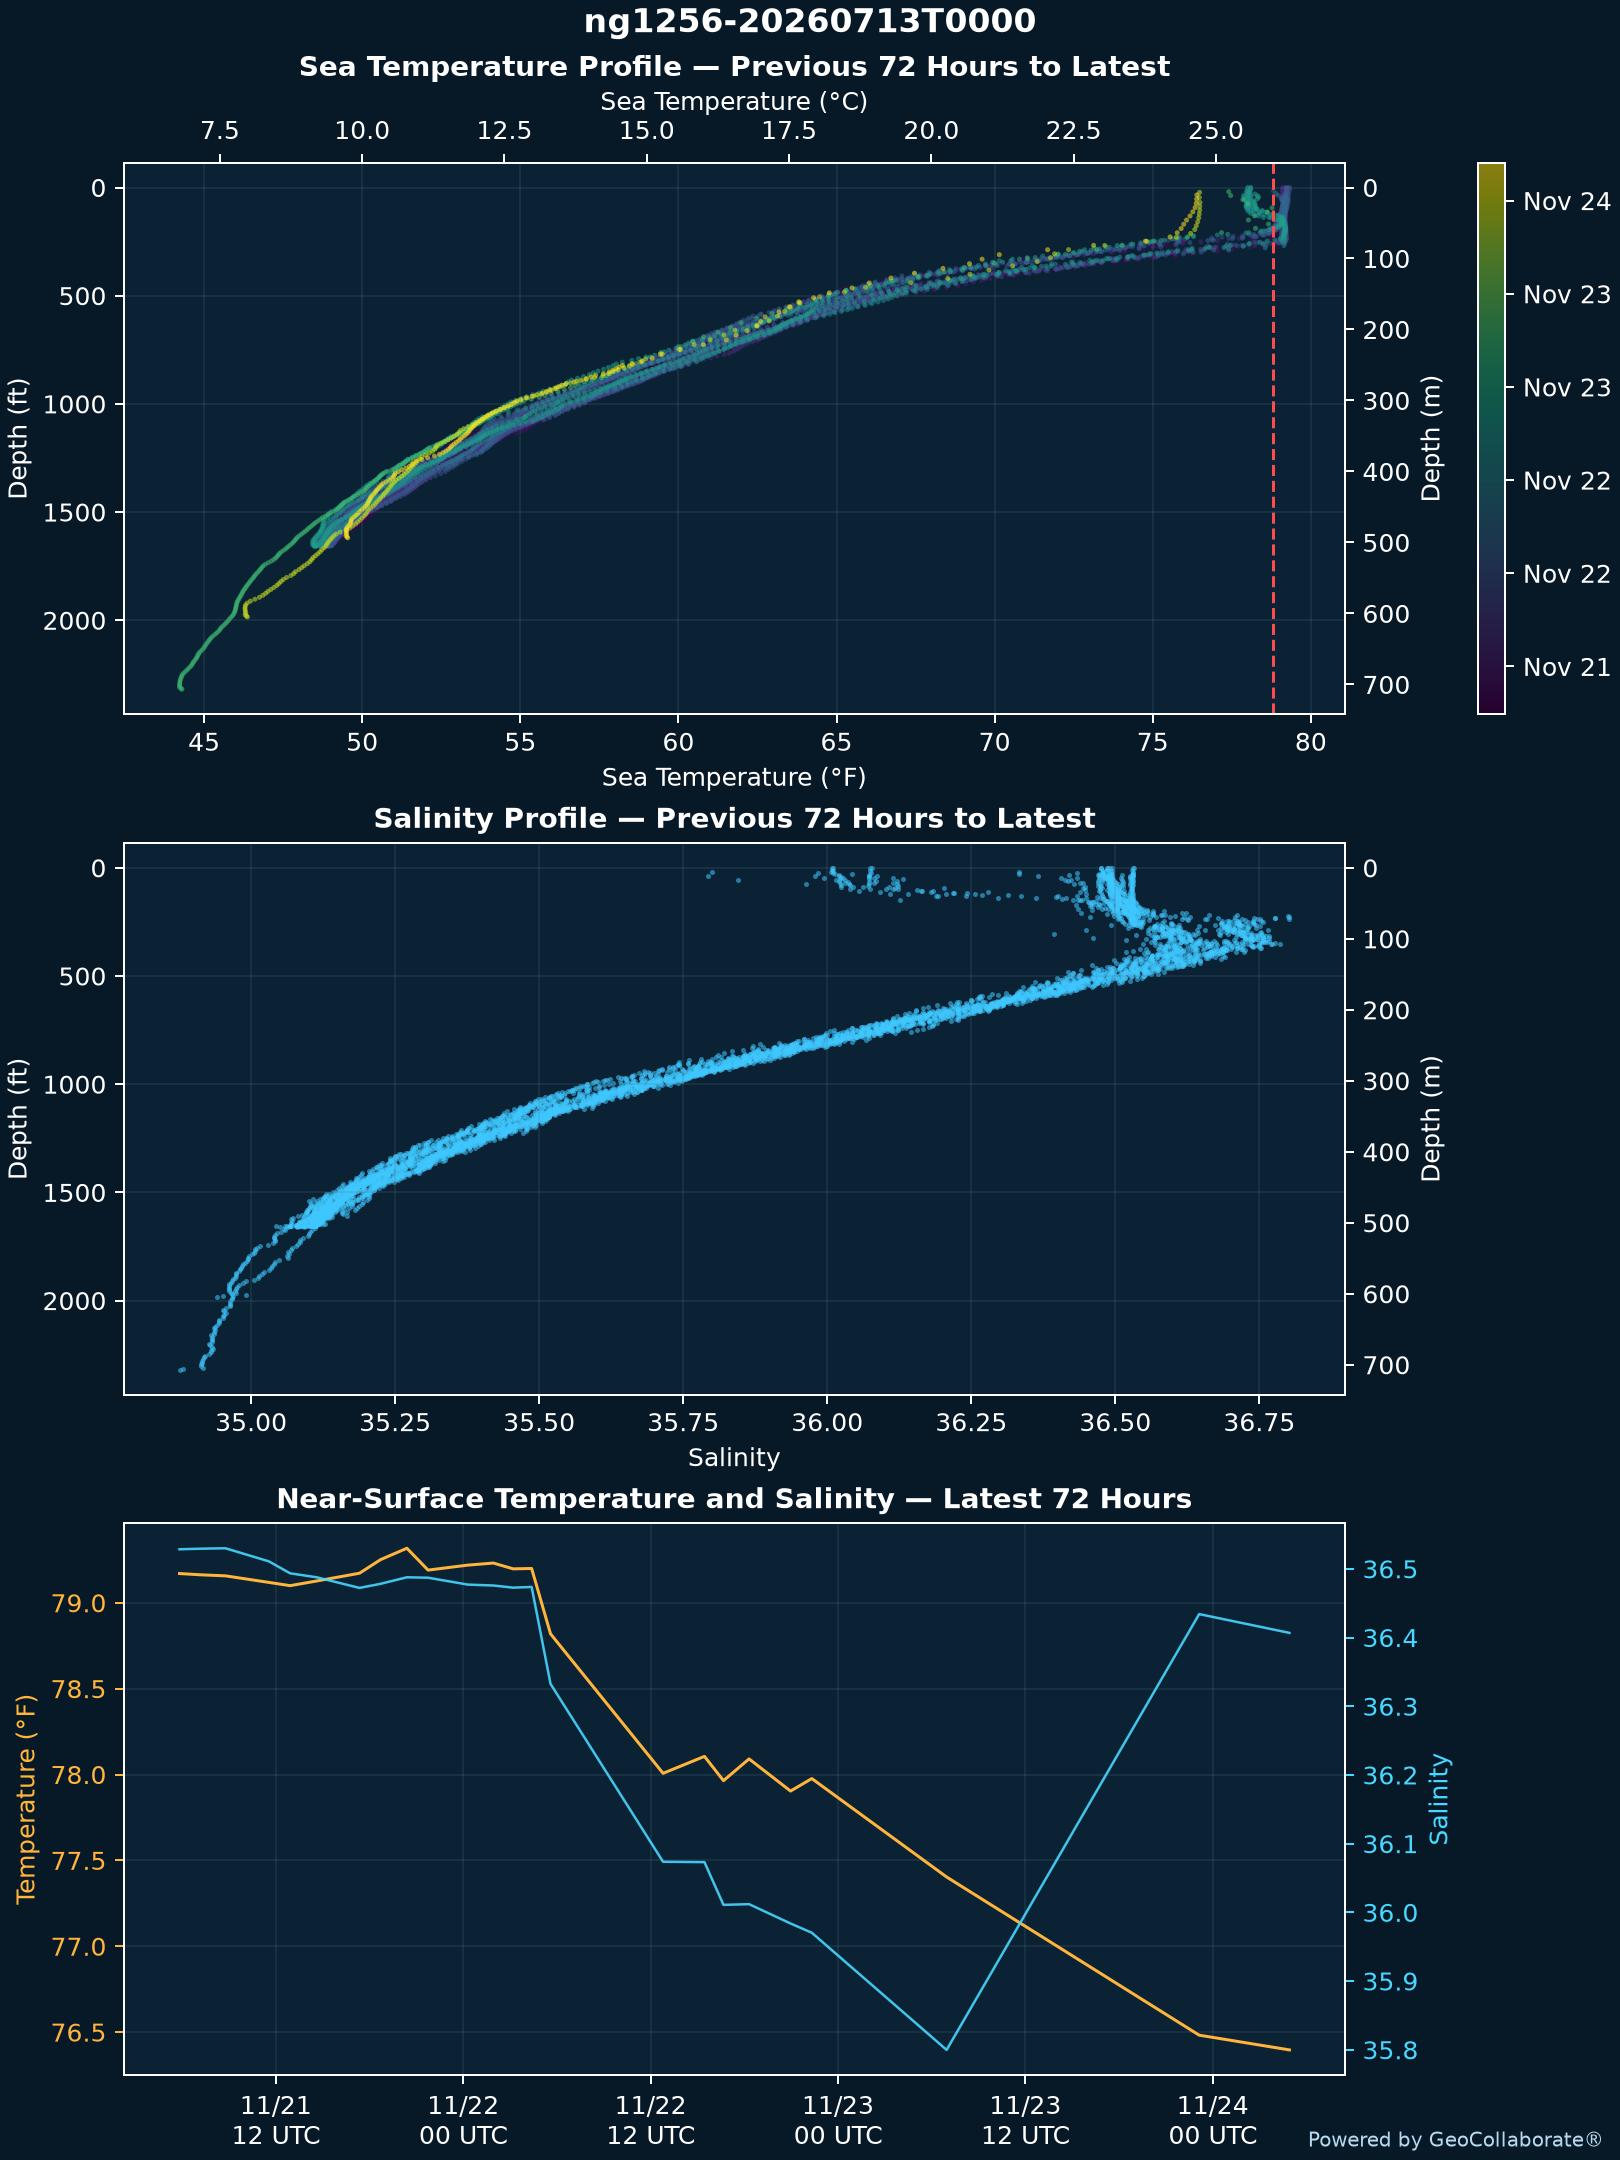 ng1256-20260713T0000
Sea Temperature Profile — Previous 72 Hours to Latest
Sea Temperature (°C)
7.5 10.0 12.5 15.0 17.5 20.0 22.5 25.0
0
500
1000
1500
2000
Depth (ft)
0
100
200
300
400
500
600
700
Depth (m)
Nov 24
Nov 23
Nov 23
Nov 22
Nov 22
Nov 21
45 50 55 60 65 70 75 80
Sea Temperature (°F)
Salinity Profile — Previous 72 Hours to Latest
0
500
1000
1500
2000
Depth (ft)
0
100
200
300
400
500
600
700
Depth (m)
35.00 35.25 35.50 35.75 36.00 36.25 36.50 36.75
Salinity
Near-Surface Temperature and Salinity — Latest 72 Hours
79.0
78.5
78.0
77.5
77.0
76.5
Temperature (°F)
36.5
36.4
36.3
36.2
36.1
36.0
35.9
35.8
Salinity
11/21 11/22 11/22 11/23 11/23 11/24
12 UTC 00 UTC 12 UTC 00 UTC 12 UTC 00 UTC
Powered by GeoCollaborate®